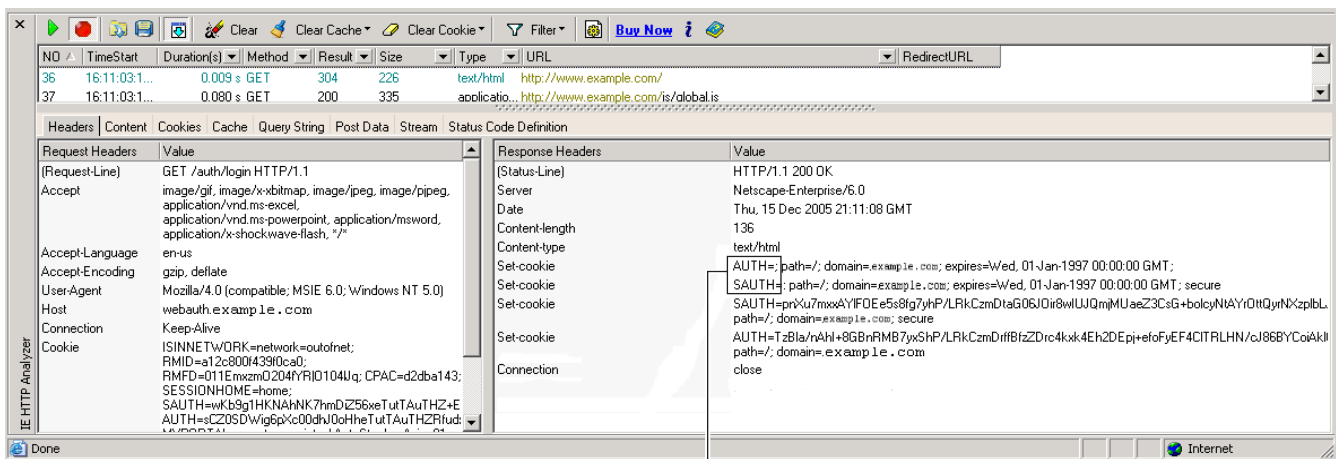 Clear Clear Cache Clear Cookie Filter Buy Now
NO TimeStart Duration(s) Method Result Size Type URL RedirectURL
36 16:11:03:1... 0.009 s GET 304 226 text/html http://www.example.com/
37 16:11:03:1... 0.080 s GET 200 335 applicatio... http://www.example.com/js/global.js
Headers Content Cookies Cache Query String Post Data Stream Status Code Definition
Request Headers Value
(Request-Line) GET /auth/login HTTP/1.1
Accept image/gif, image/x-xbitmap, image/jpeg, image/pjpeg,
application/vnd.ms-excel,
application/vnd.ms-powerpoint, application/msword,
application/x-shockwave-flash, */*
Accept-Language en-us
Accept-Encoding gzip, deflate
User-Agent Mozilla/4.0 (compatible; MSIE 6.0; Windows NT 5.0)
Host webauth.example.com
Connection Keep-Alive
Cookie ISINNETWORK=network=outofnet;
RMID=a12c800f439f0ca0;
CPAC=d2dba143;
SESSIONHOME=home;
Response Headers Value
(Status-Line) HTTP/1.1 200 OK
Server Netscape-Enterprise/6.0
Date Thu, 15 Dec 2005 21:11:08 GMT
Content-length 136
Content-type text/html
Set-cookie AUTH=; path=/; domain=.example.com; expires=Wed, 01-Jan-1997 00:00:00 GMT;
Set-cookie SAUTH=; path=/; domain=.example.com; expires=Wed, 01-Jan-1997 00:00:00 GMT; secure
Set-cookie
path=/; domain=.example.com; secure
Set-cookie
path=/; domain=.example.com
Connection close
IE HTTP Analyzer
Done Internet